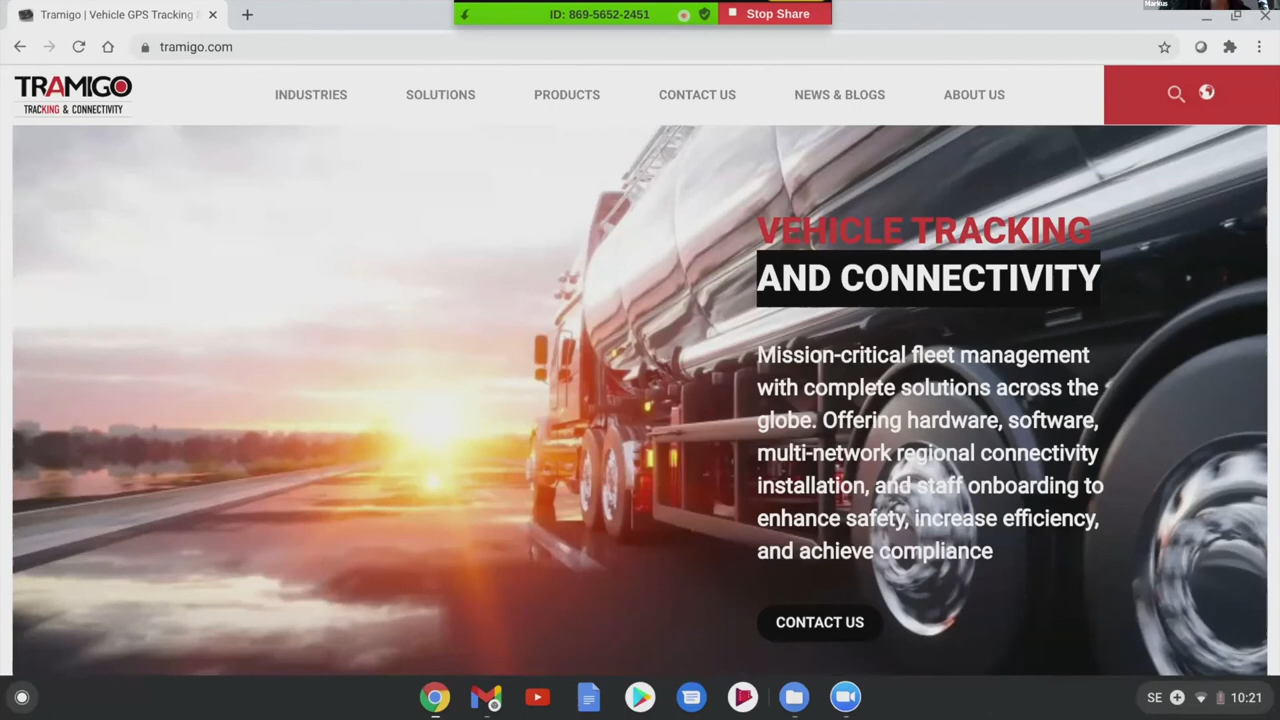 Tramigo | Vehicle GPS Tracking
ID: 869-5652-2451
Stop Share
Markus
tramigo.com
TRAMIGO
TRACKING & CONNECTIVITY
INDUSTRIES
SOLUTIONS
PRODUCTS
CONTACT US
NEWS & BLOGS
ABOUT US
VEHICLE TRACKING
AND CONNECTIVITY
Mission-critical fleet management
with complete solutions across the
globe. Offering hardware, software,
multi-network regional connectivity
installation, and staff onboarding to
enhance safety, increase efficiency,
and achieve compliance
CONTACT US
SE
10:21